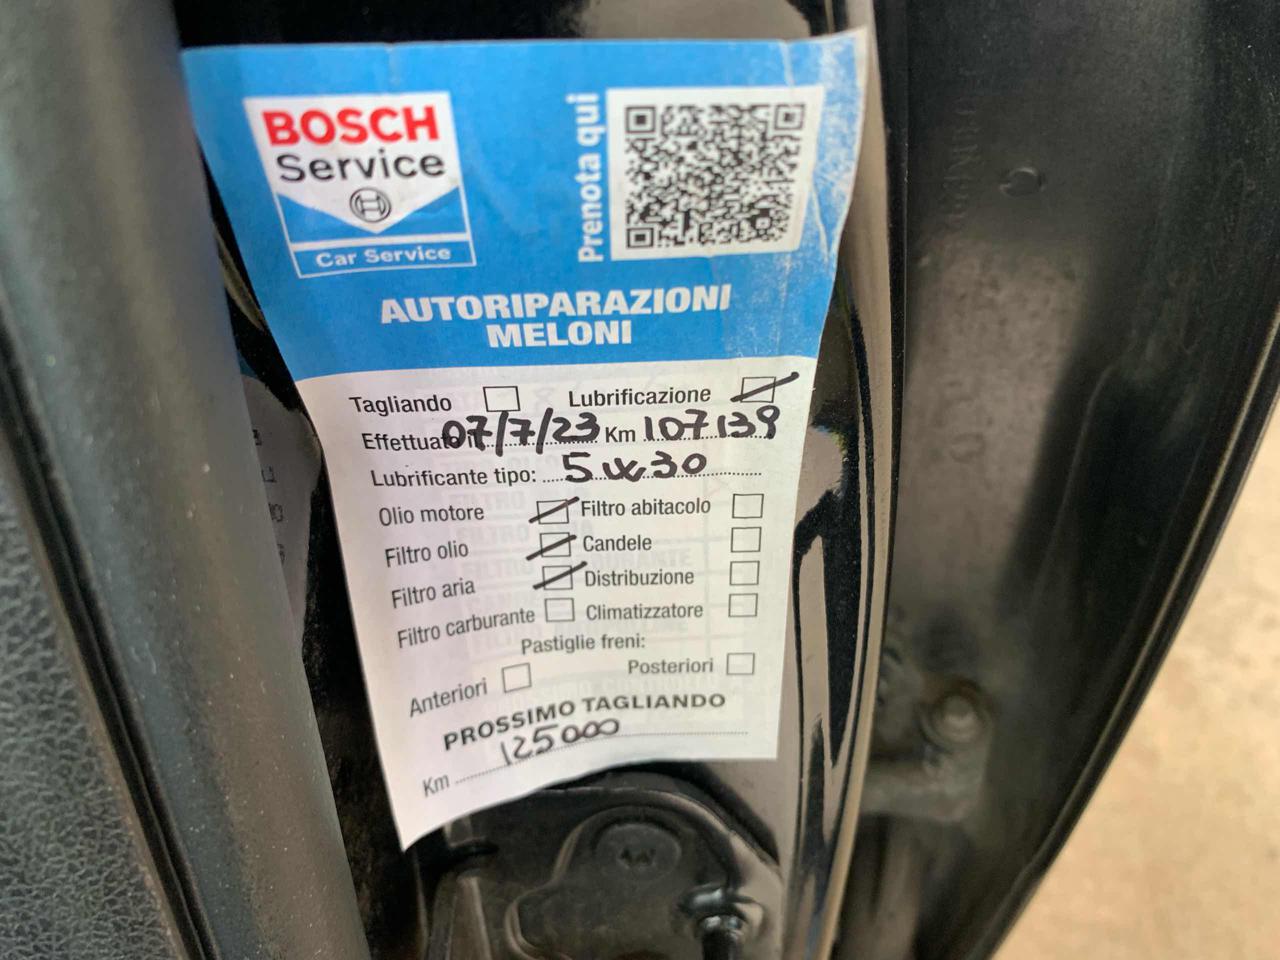 BOSCH
Service
Car Service
Prenota qui
AUTORIPARAZIONI
MELONI
Tagliando Lubrificazione
Effettuato il 07/7/23 Km 107139
Lubrificante tipo: 5w30
Olio motore Filtro abitacolo
Filtro olio Candele
Filtro aria Distribuzione
Filtro carburante Climatizzatore
Pastiglie freni:
Anteriori Posteriori
PROSSIMO TAGLIANDO
Km 125000